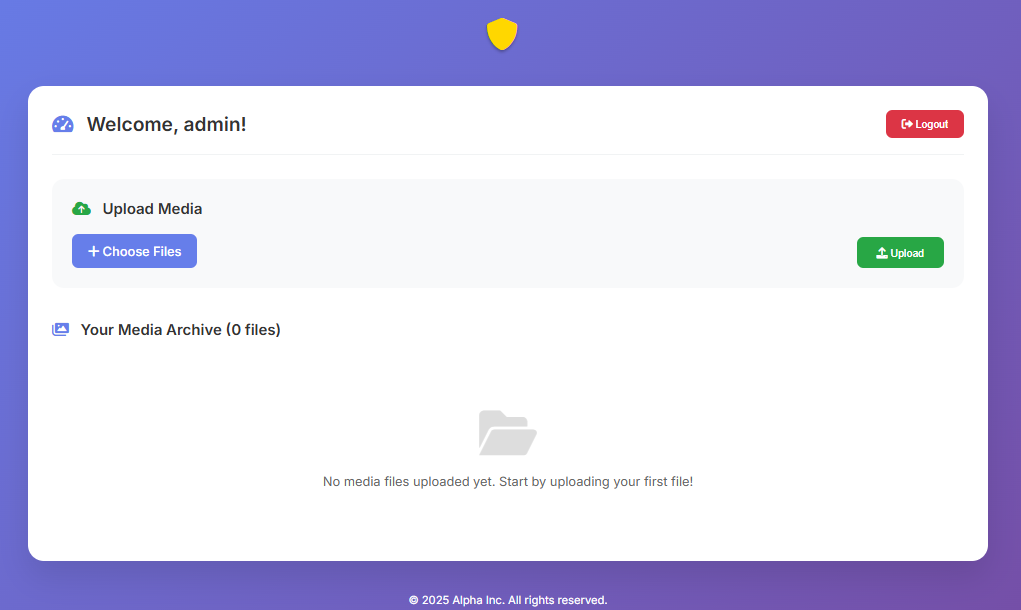 Welcome, admin!
Logout
Upload Media
Choose Files
Upload
Your Media Archive (0 files)
No media files uploaded yet. Start by uploading your first file!
© 2025 Alpha Inc. All rights reserved.